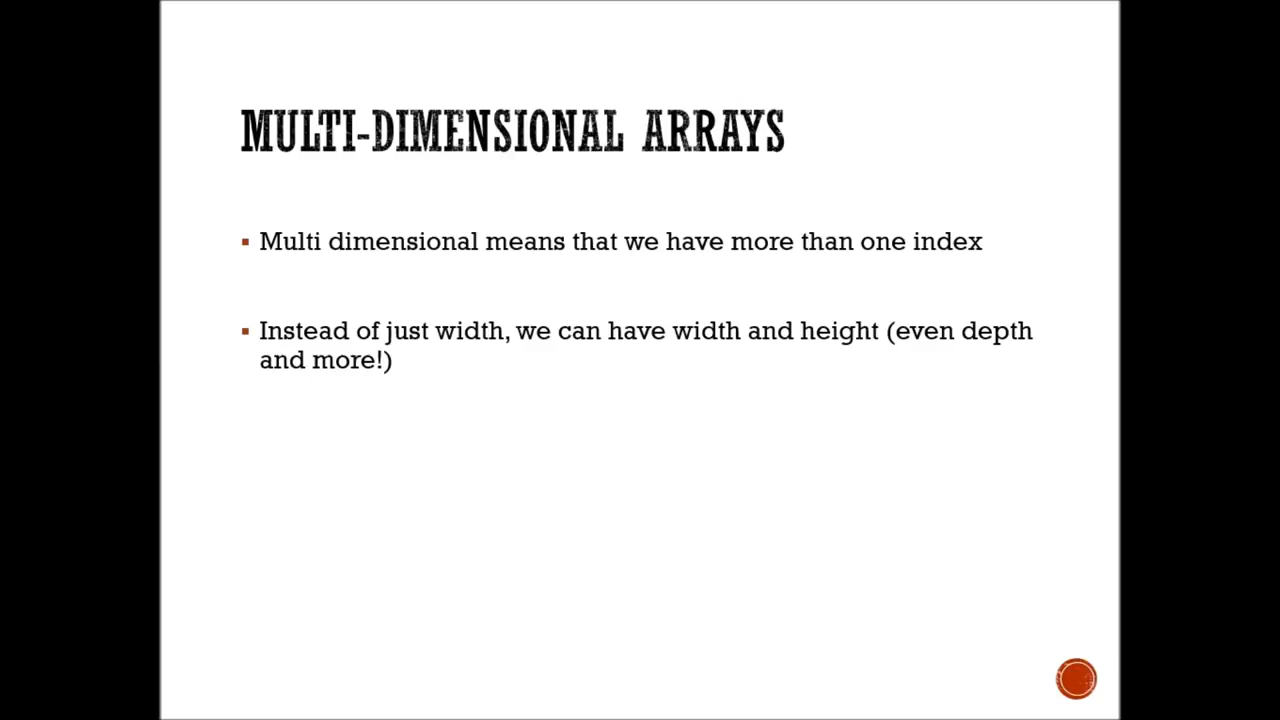 MULTI-DIMENSIONAL ARRAYS
Multi dimensional means that we have more than one index
Instead of just width, we can have width and height (even depth
and more!)